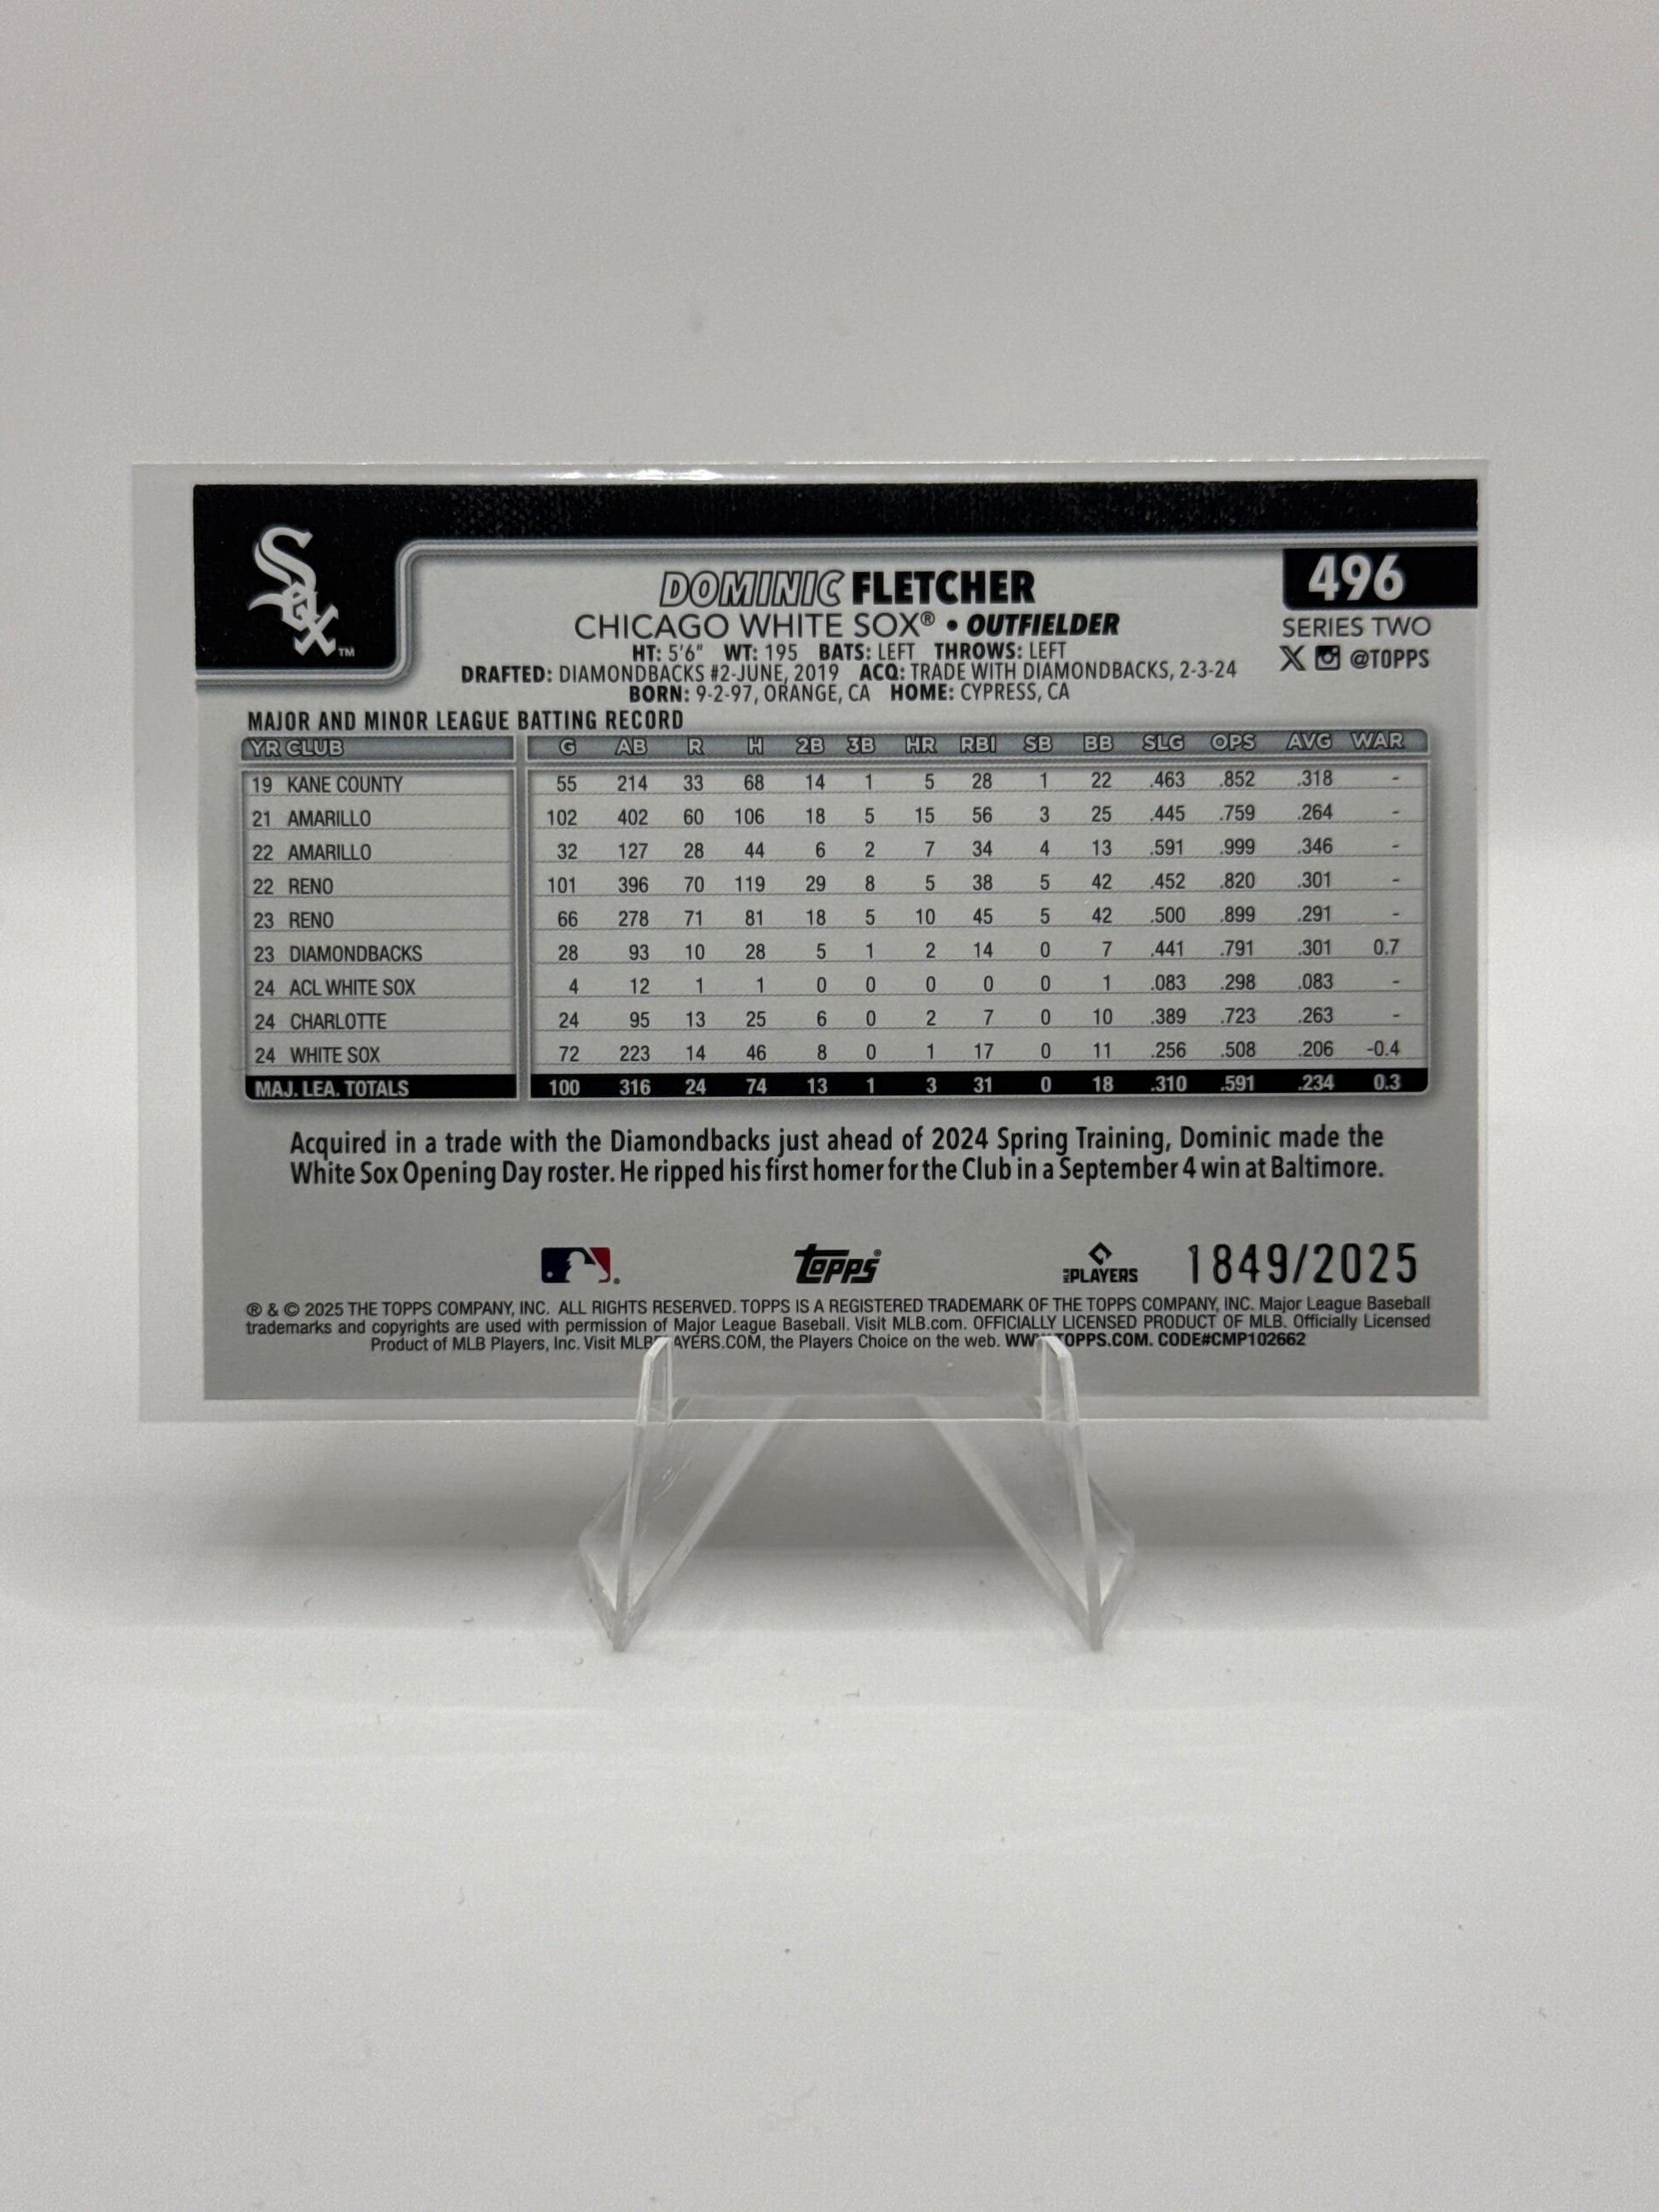 Sox TM
DOMINIC FLETCHER
496
CHICAGO WHITE SOX® • OUTFIELDER
SERIES TWO
HT: 5'6" WT: 195 BATS: LEFT THROWS: LEFT
X @TOPPS
DRAFTED: DIAMONDBACKS #2-JUNE, 2019 ACQ: TRADE WITH DIAMONDBACKS, 2-3-24
BORN: 9-2-97, ORANGE, CA HOME: CYPRESS, CA
MAJOR AND MINOR LEAGUE BATTING RECORD
YR CLUB G AB R H 2B 3B HR RBI SB BB SLG OPS AVG WAR
19 KANE COUNTY 55 214 33 68 14 1 5 28 1 22 .463 .852 .318 -
21 AMARILLO 102 402 60 106 18 5 15 56 3 25 .445 .759 .264 -
22 AMARILLO 32 127 28 44 6 2 7 34 4 13 .591 .999 .346 -
22 RENO 101 396 70 119 29 8 5 38 5 42 .452 .820 .301 -
23 RENO 66 278 71 81 18 5 10 45 5 42 .500 .899 .291 -
23 DIAMONDBACKS 28 93 10 28 5 1 2 14 0 7 .441 .791 .301 0.7
24 ACL WHITE SOX 4 12 1 1 0 0 0 0 0 1 .083 .298 .083 -
24 CHARLOTTE 24 95 13 25 6 0 2 7 0 10 .389 .723 .263 -
24 WHITE SOX 72 223 14 46 8 0 1 17 0 11 .256 .508 .206 -0.4
MAJ. LEA. TOTALS 100 316 24 74 13 1 3 31 0 18 .310 .591 .234 0.3
Acquired in a trade with the Diamondbacks just ahead of 2024 Spring Training, Dominic made the
White Sox Opening Day roster. He ripped his first homer for the Club in a September 4 win at Baltimore.
Topps® MLB PLAYERS 1849/2025
® & © 2025 THE TOPPS COMPANY, INC. ALL RIGHTS RESERVED. TOPPS IS A REGISTERED TRADEMARK OF THE TOPPS COMPANY, INC. Major League Baseball
trademarks and copyrights are used with permission of Major League Baseball. Visit MLB.com. OFFICIALLY LICENSED PRODUCT OF MLB. Officially Licensed
Product of MLB Players, Inc. Visit MLBPLAYERS.COM, the Players Choice on the web. WWW.TOPPS.COM. CODE#CMP102662